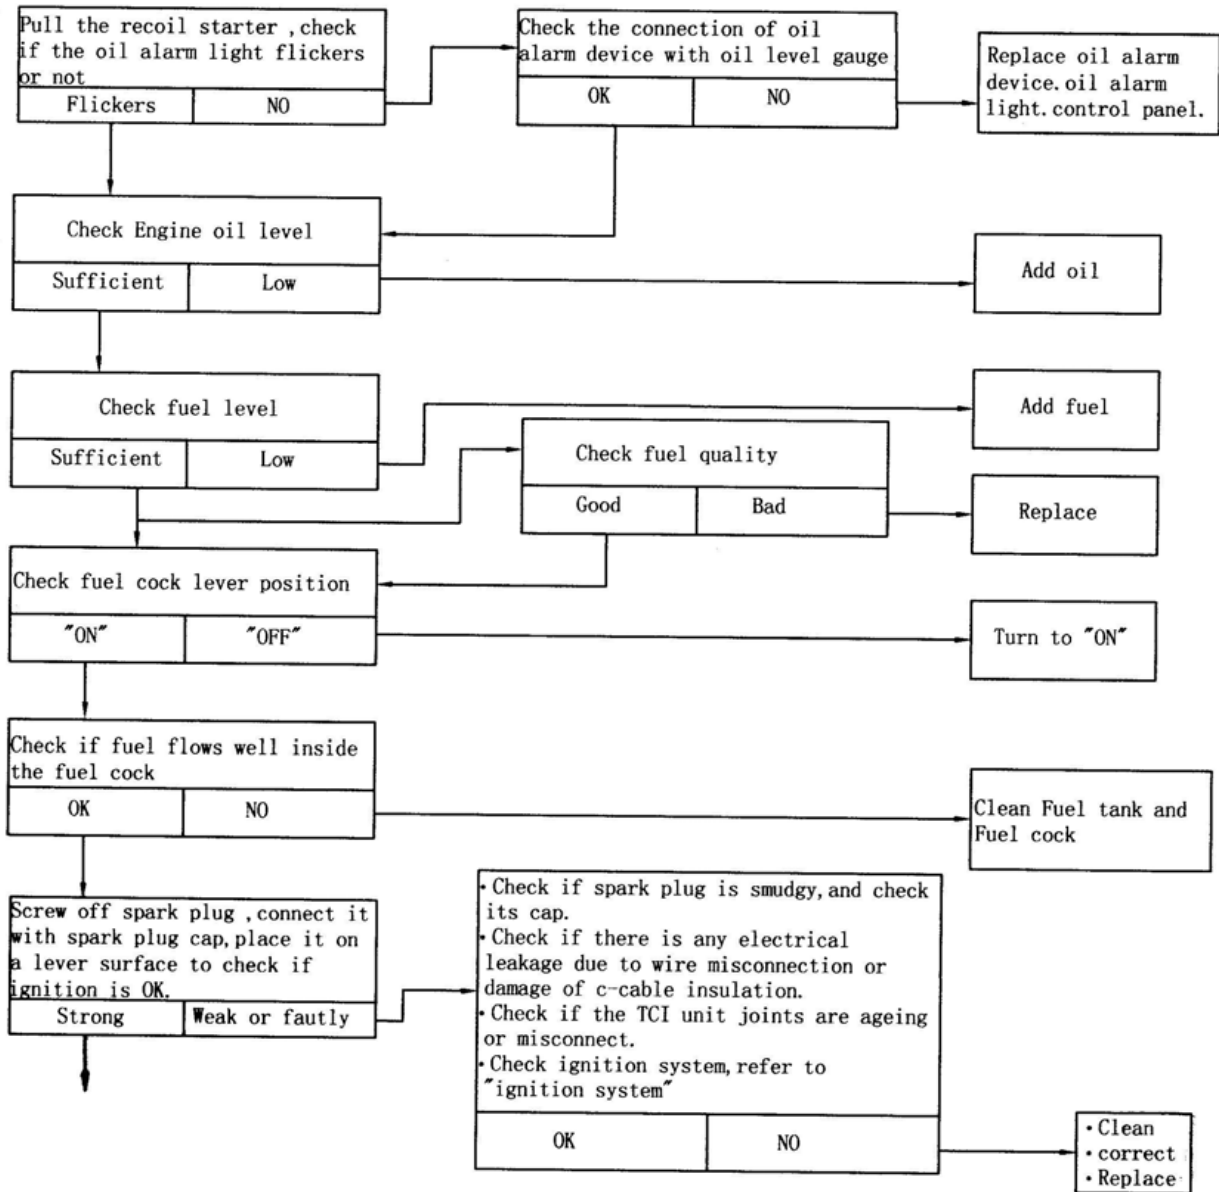 Pull the recoil starter ,check
if the oil alarm light flickers
or not
Flickers
NO
Check the connection of oil
alarm device with oil level gauge
OK
NO
Replace oil alarm
device.oil alarm
light.control panel.
Check Engine oil level
Sufficient
Low
Add oil
Check fuel level
Sufficient
Low
Add fuel
Check fuel quality
Good
Bad
Replace
Check fuel cock lever position
"ON"
"OFF"
Turn to "ON"
Check if fuel flows well inside
the fuel cock
OK
NO
Clean Fuel tank and
Fuel cock
Screw off spark plug ,connect it
with spark plug cap,place it on
a lever surface to check if
ignition is OK.
Strong
Weak or fautly
·Check if spark plug is smudgy,and check
its cap.
·Check if there is any electrical
leakage due to wire misconnection or
damage of c-cable insulation.
·Check if the TCI unit joints are ageing
or misconnect.
·Check ignition system,refer to
"ignition system"
OK
NO
·Clean
·correct
·Replace